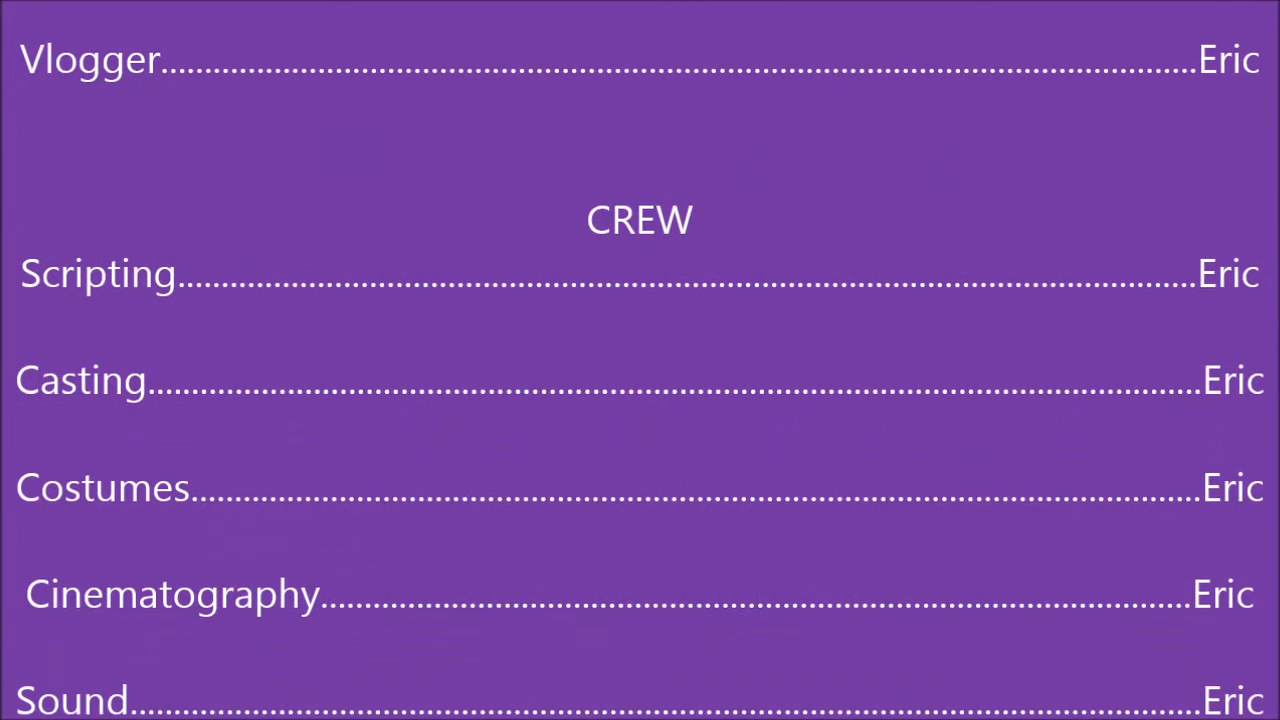 Vlogger........................................................................................................................Eric
CREW
Scripting......................................................................................................................Eric
Casting..........................................................................................................................Eric
Costumes.....................................................................................................................Eric
Cinematography.....................................................................................................Eric
Sound............................................................................................................................Eric